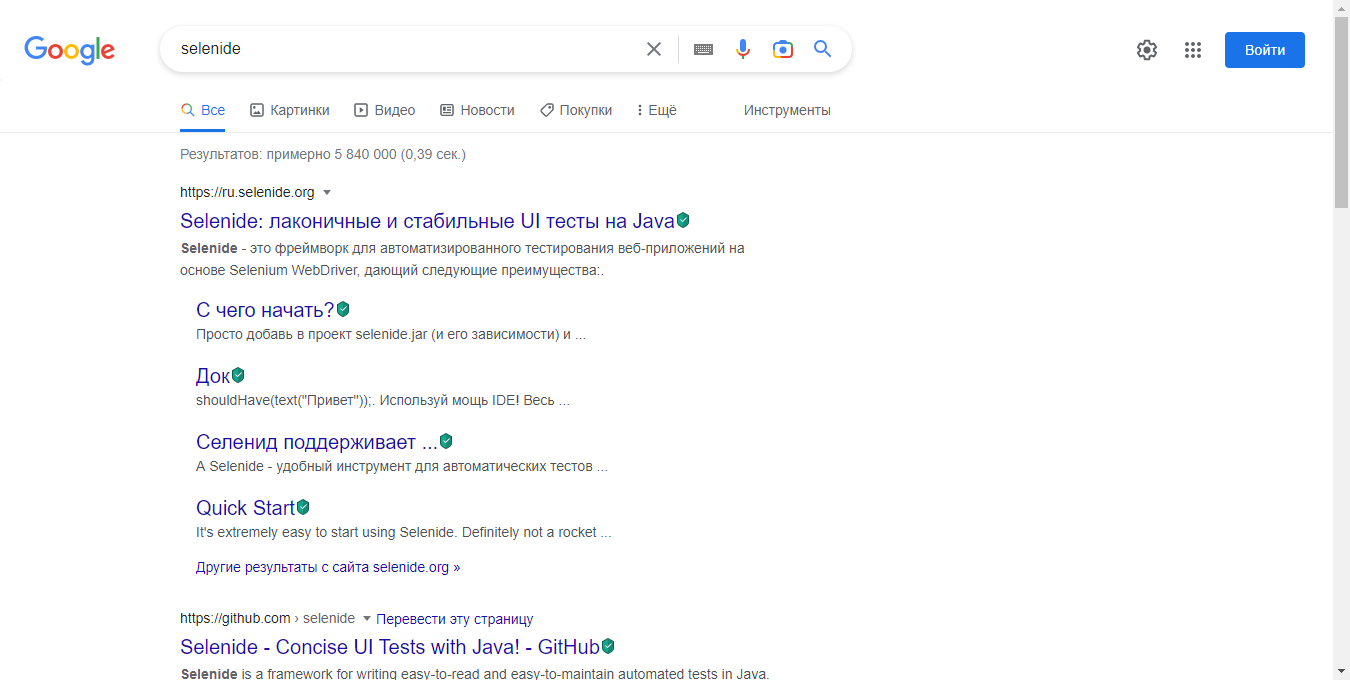 Google
selenide
Войти
Все Картинки Видео Новости Покупки Ещё Инструменты
Результатов: примерно 5 840 000 (0,39 сек.)
https://ru.selenide.org
Selenide: лаконичные и стабильные UI тесты на Java
Selenide - это фреймворк для автоматизированного тестирования веб-приложений на
основе Selenium WebDriver, дающий следующие преимущества:.
С чего начать?
Просто добавь в проект selenide.jar (и его зависимости) и ...
Док
shouldHave(text("Привет"));. Используй мощь IDE! Весь ...
Селенид поддерживает ...
А Selenide - удобный инструмент для автоматических тестов ...
Quick Start
It's extremely easy to start using Selenide. Definitely not a rocket ...
Другие результаты с сайта selenide.org »
https://github.com › selenide Перевести эту страницу
Selenide - Concise UI Tests with Java! - GitHub
Selenide is a framework for writing easy-to-read and easy-to-maintain automated tests in Java.